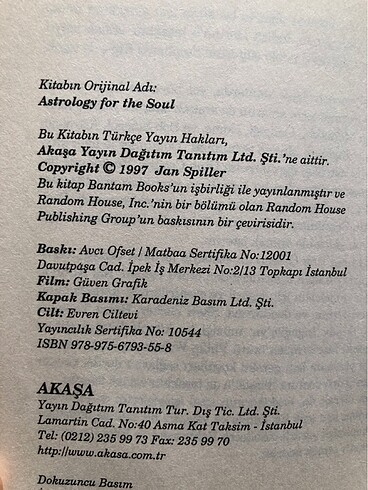 Kitabın Orijinal Adı:
Astrology for the Soul
Bu Kitabın Türkçe Yayın Hakları,
Akaşa Yayın Dağıtım Tanıtım Ltd. Şti.'ne aittir.
Copyright © 1997 Jan Spiller
Bu kitap Bantam Books'un işbirliği ile yayınlanmıştır ve
Random House, Inc.'nin bir bölümü olan Random House
Publishing Group'un baskısının bir çevirisidir.
Baskı: Avcı Ofset / Matbaa Sertifika No:12001
Davutpaşa Cad. İpek İş Merkezi No:2/13 Topkapı İstanbul
Film: Güven Grafik
Kapak Basımı: Karadeniz Basım Ltd. Şti.
Cilt: Evren Ciltevi
Yayıncılık Sertifika No: 10544
ISBN 978-975-6793-55-8
AKAŞA
Yayın Dağıtım Tanıtım Tur. Dış Tic. Ltd. Şti.
Lamartin Cad. No:40 Asma Kat Taksim - İstanbul
Tel: (0212) 235 99 73 Fax: 235 99 70
http://www.akasa.com.tr
Dokuzuncu Basım